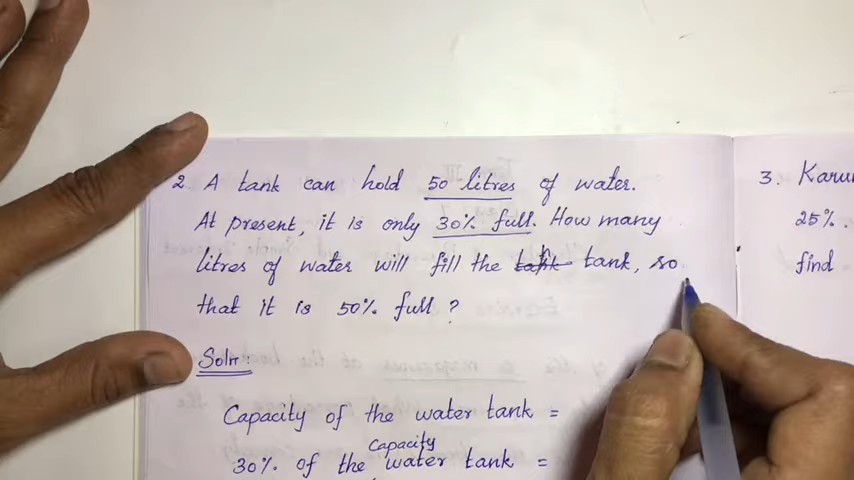 2. A tank can hold 50 litres of water.
At present, it is only 30% full. How many
litres of water will fill the tank, so
that it is 50% full ?
Soln:
Capacity of the water tank =
Capacity
30% of the water tank =
3.
25%.
find